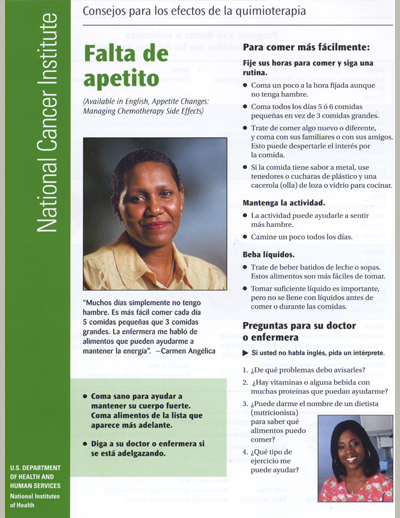 National Cancer Institute
Consejos para los efectos de la quimioterapia
Falta de
apetito
(Available in English, Appetite Changes:
Managing Chemotherapy Side Effects)
"Muchos días simplemente no tengo
hambre. Es más fácil comer cada día
5 comidas pequeñas que 3 comidas
grandes. La enfermera me habló de
alimentos que pueden ayudarme a
mantener la energía". –Carmen Angélica
• Coma sano para ayudar a
mantener su cuerpo fuerte.
Coma alimentos de la lista que
aparece más adelante.
• Diga a su doctor o enfermera si
se está adelgazando.
Para comer más fácilmente:
Fije sus horas para comer y siga una
rutina.
• Coma un poco a la hora fijada aunque
no tenga hambre.
• Coma todos los días 5 ó 6 comidas
pequeñas en vez de 3 comidas grandes.
• Trate de comer algo nuevo o diferente,
y coma con sus familiares o con sus amigos.
Esto puede despertarle el interés por
la comida.
• Si la comida tiene sabor a metal, use
tenedores o cucharas de plástico y una
cacerola (olla) de loza o vidrio para cocinar.
Mantenga la actividad.
• La actividad puede ayudarle a sentir
más hambre.
• Camine un poco todos los días.
Beba líquidos.
• Trate de beber batidos de leche o sopas.
Estos alimentos son más fáciles de tomar.
• Tomar suficiente líquido es importante,
pero no se llene con líquidos antes de
comer o durante las comidas.
Preguntas para su doctor
o enfermera
▶ Si usted no habla inglés, pida un intérprete.
1. ¿De qué problemas debo avisarles?
2. ¿Hay vitaminas o alguna bebida con
muchas proteínas que puedan ayudarme?
3. ¿Puede darme el nombre de un dietista
(nutricionista)
para saber qué
alimentos puedo
comer?
4. ¿Qué tipo de
ejercicio me
puede ayudar?
U.S. DEPARTMENT
OF HEALTH AND
HUMAN SERVICES
National Institutes
of Health